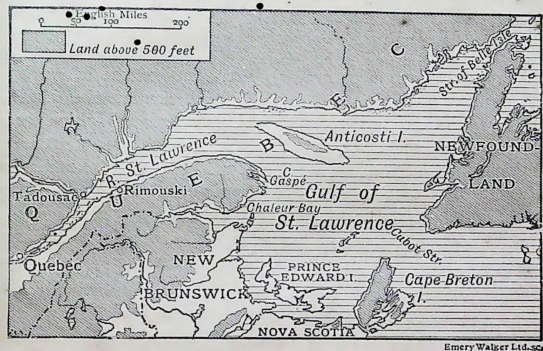 English Miles
0 50 100 200
Land above 500 feet
C
Str. of Belle Isle
E
Anticosti I.
B
R. St. Lawrence
NEWFOUND-
LAND
Tadousac
Rimouski
E
C
Gaspé
Q
U
Gulf of
St. Lawrence
Chaleur Bay
Cabot Str.
Quebec
NEW
BRUNSWICK
PRINCE
EDWARD I.
Cape Breton
I.
NOVA SCOTIA
Emery Walker Ltd. sc.